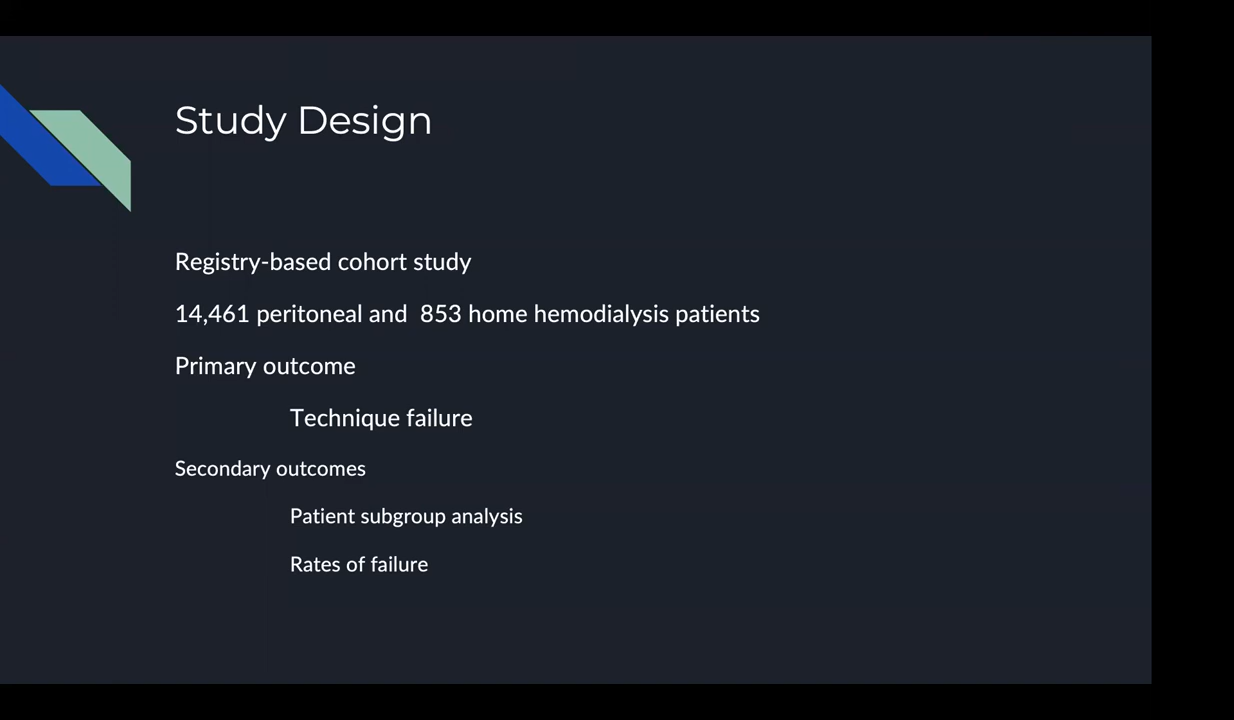 Study Design
Registry-based cohort study
14,461 peritoneal and  853 home hemodialysis patients
Primary outcome
Technique failure
Secondary outcomes
Patient subgroup analysis
Rates of failure